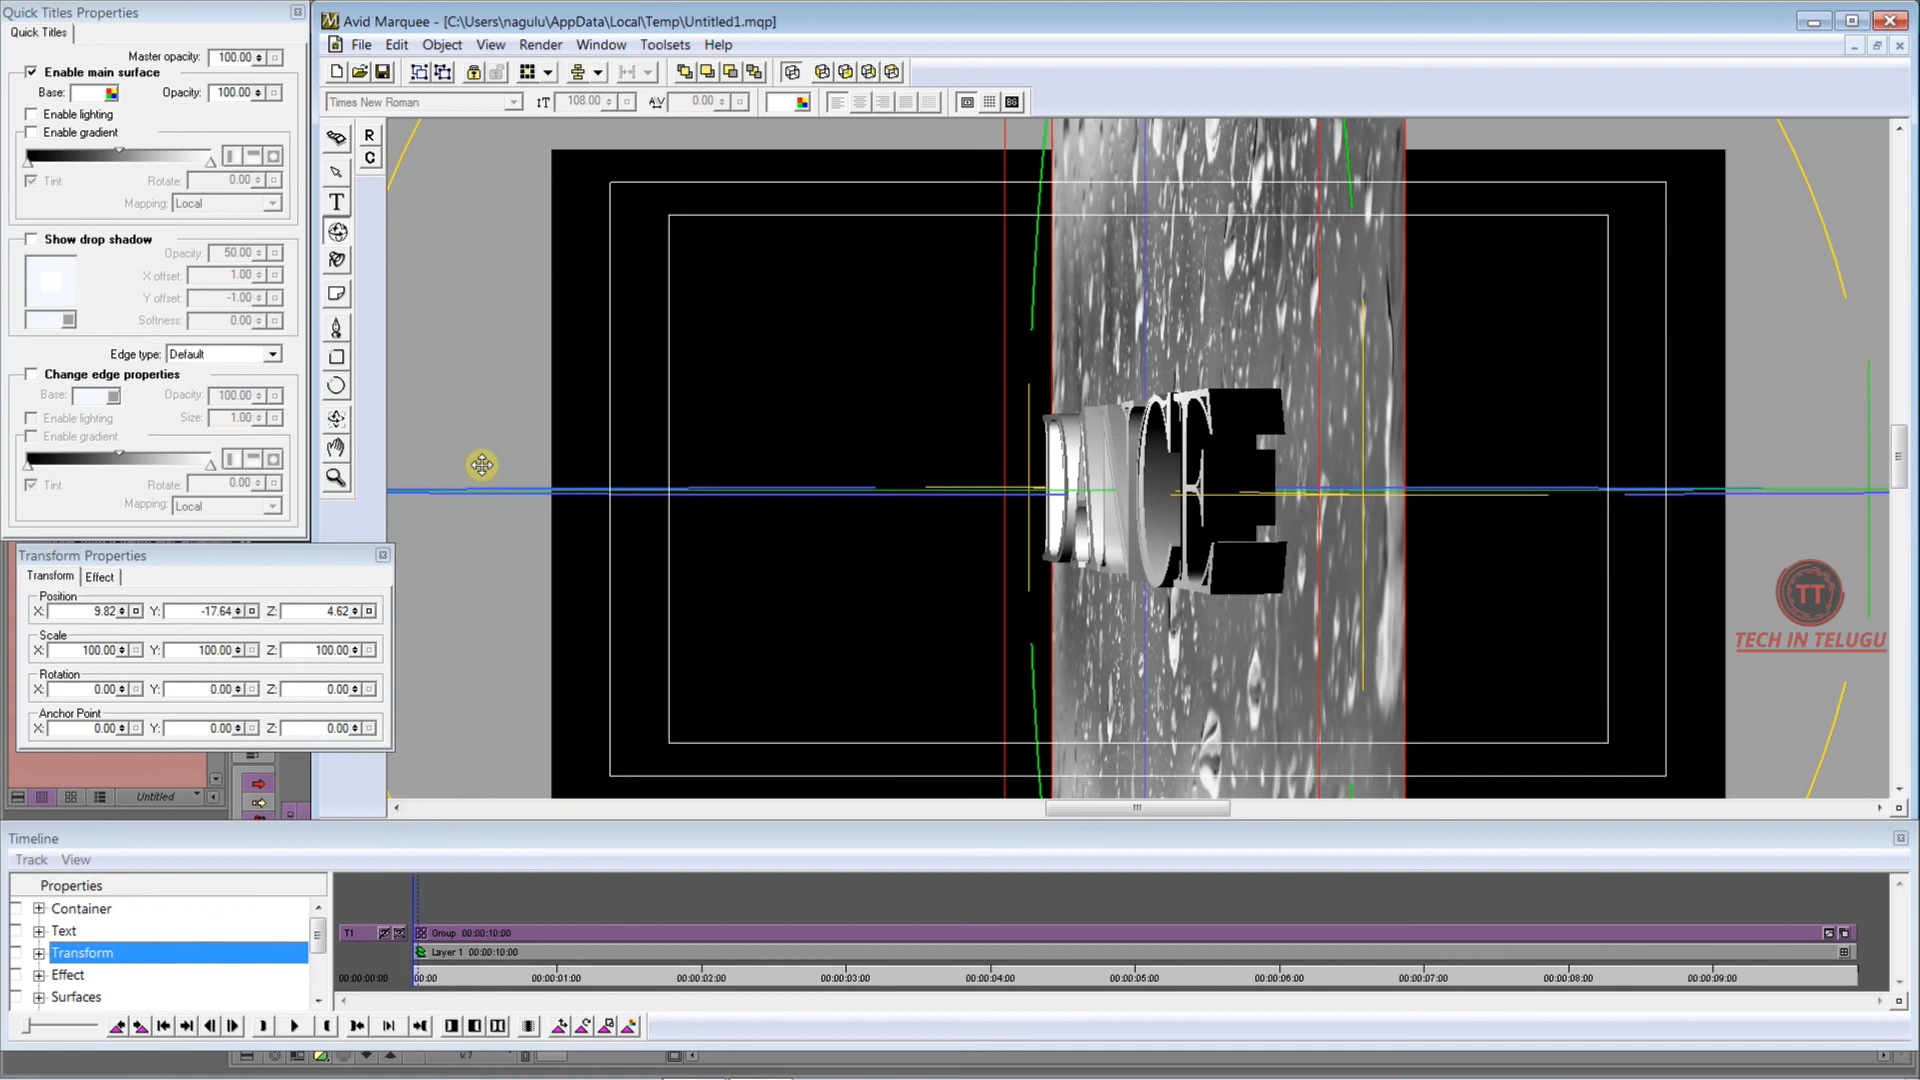 Quick Titles Properties
Quick Titles
Master opacity: 100.00
Enable main surface
Base: Opacity: 100.00
Enable lighting
Enable gradient
Tint Rotate: 0.00
Mapping: Local
Show drop shadow
Opacity: 50.00
X offset: 1.00
Y offset: -1.00
Softness: 0.00
Edge type: Default
Change edge properties
Base: Opacity: 100.00
Enable lighting Size: 1.00
Enable gradient
Tint Rotate: 0.00
Mapping: Local
Transform Properties
Transform Effect
Position
X: 9.82 Y: -17.64 Z: 4.62
Scale
X: 100.00 Y: 100.00 Z: 100.00
Rotation
X: 0.00 Y: 0.00 Z: 0.00
Anchor Point
X: 0.00 Y: 0.00 Z: 0.00
Untitled
Avid Marquee - [C:\Users\nagulu\AppData\Local\Temp\Untitled1.mqp]
File Edit Object View Render Window Toolsets Help
Times New Roman 108.00 AV 0.00 BG
R
C
T
TT
TECH IN TELUGU
Timeline
Track View
Properties
Container
Text
Transform
Effect
Surfaces
T1 Group 00:00:10:00
Layer 1 00:00:10:00
00:00:00:00 00:00 00:00:01:00 00:00:02:00 00:00:03:00 00:00:04:00 00:00:05:00 00:00:06:00 00:00:07:00 00:00:08:00 00:00:09:00
V.7